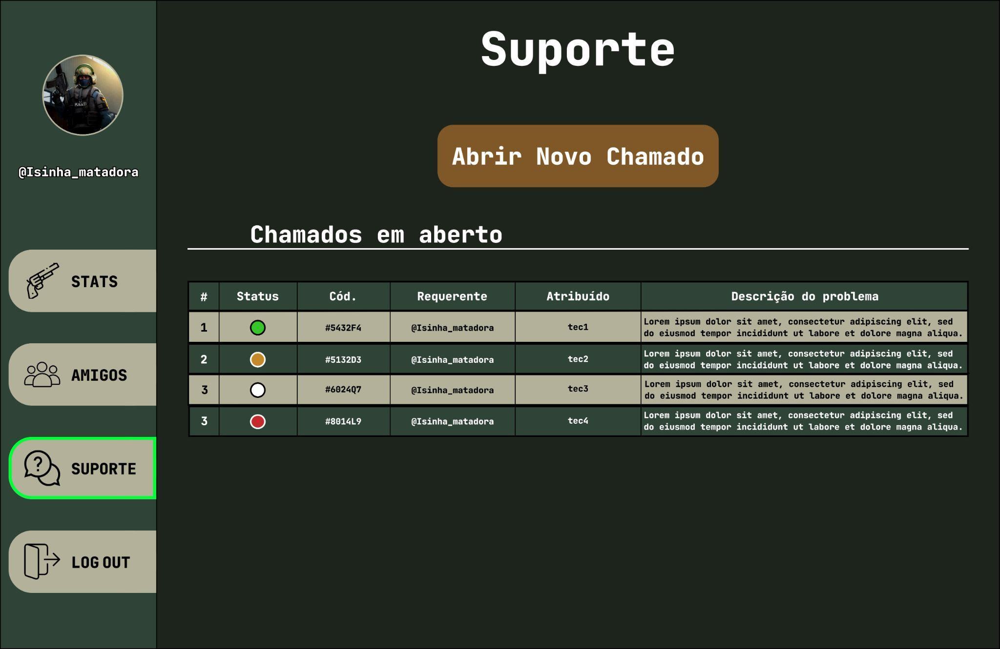 Suporte
POLIZEI
Abrir Novo Chamado
@Isinha_matadora
Chamados em aberto
STATS
AMIGOS
SUPORTE
LOG OUT
# Status Cód. Requerente Atribuído Descrição do problema
1 #5432F4 @Isinha_matadora tec1 Lorem ipsum dolor sit amet, consectetur adipiscing elit, sed
do eiusmod tempor incididunt ut labore et dolore magna aliqua.
2 #5132D3 @Isinha_matadora tec2 Lorem ipsum dolor sit amet, consectetur adipiscing elit, sed
do eiusmod tempor incididunt ut labore et dolore magna aliqua.
3 #6024Q7 @Isinha_matadora tec3 Lorem ipsum dolor sit amet, consectetur adipiscing elit, sed
do eiusmod tempor incididunt ut labore et dolore magna aliqua.
3 #8014L9 @Isinha_matadora tec4 Lorem ipsum dolor sit amet, consectetur adipiscing elit, sed
do eiusmod tempor incididunt ut labore et dolore magna aliqua.